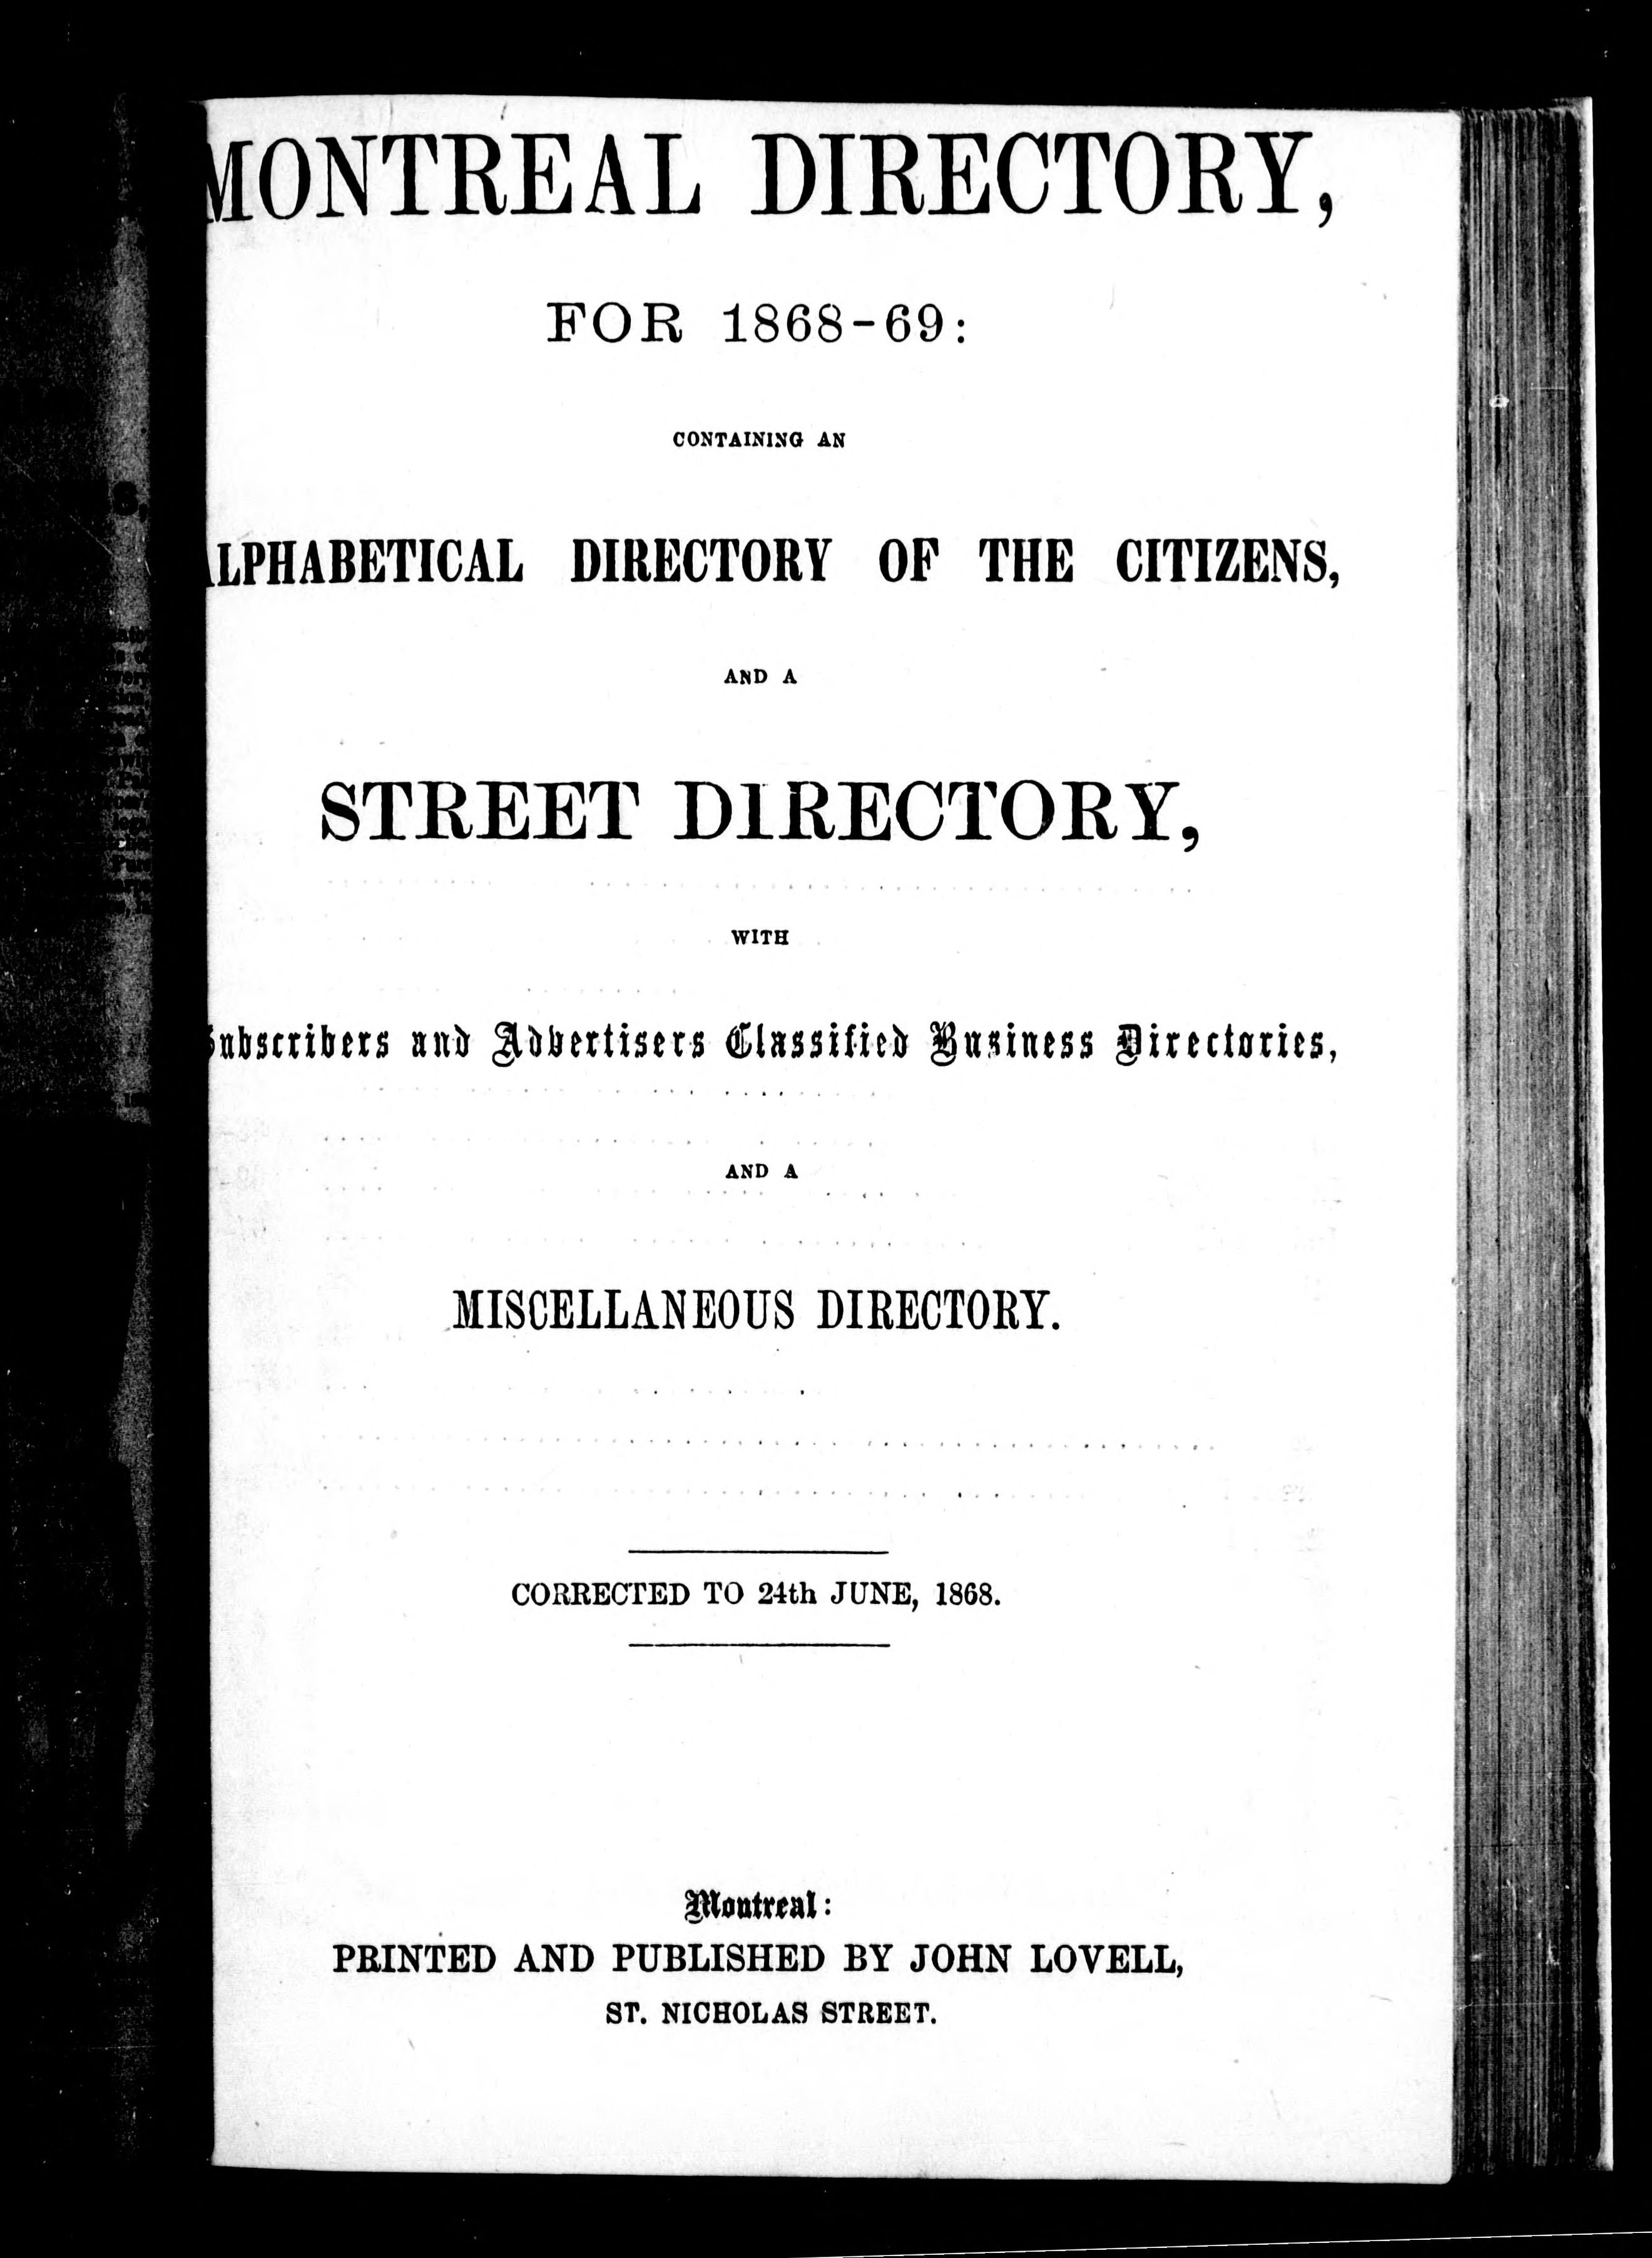 MONTREAL DIRECTORY,
FOR 1868-69:
CONTAINING AN
ALPHABETICAL DIRECTORY OF THE CITIZENS,
AND A
STREET DIRECTORY,
WITH
Subscribers and Advertisers Classified Business Directories,
AND A
MISCELLANEOUS DIRECTORY.
CORRECTED TO 24th JUNE, 1868.
Montreal:
PRINTED AND PUBLISHED BY JOHN LOVELL,
ST. NICHOLAS STREET.